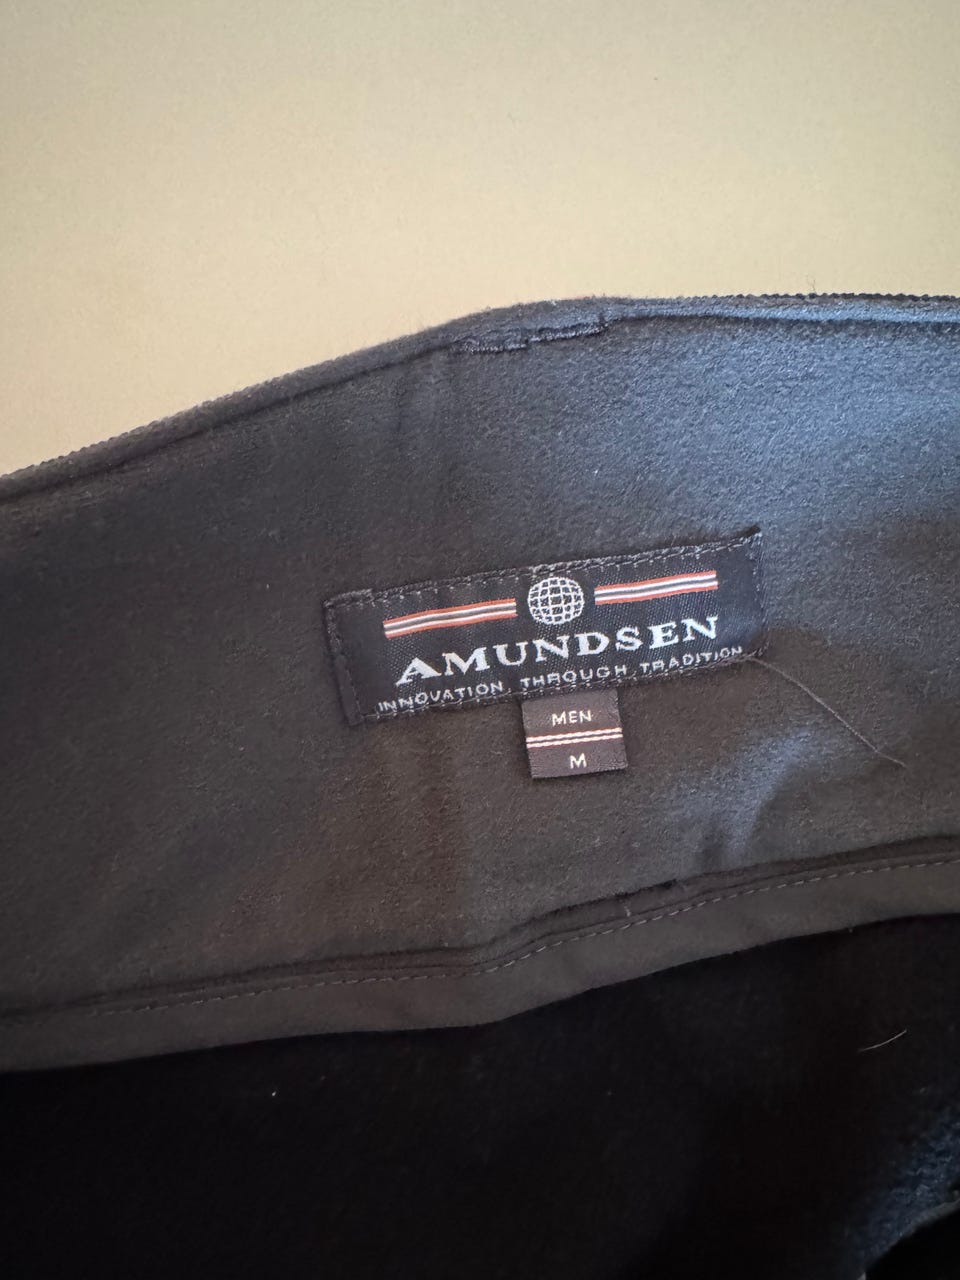 AMUNDSEN
INNOVATION THROUGH TRADITION
MEN
M